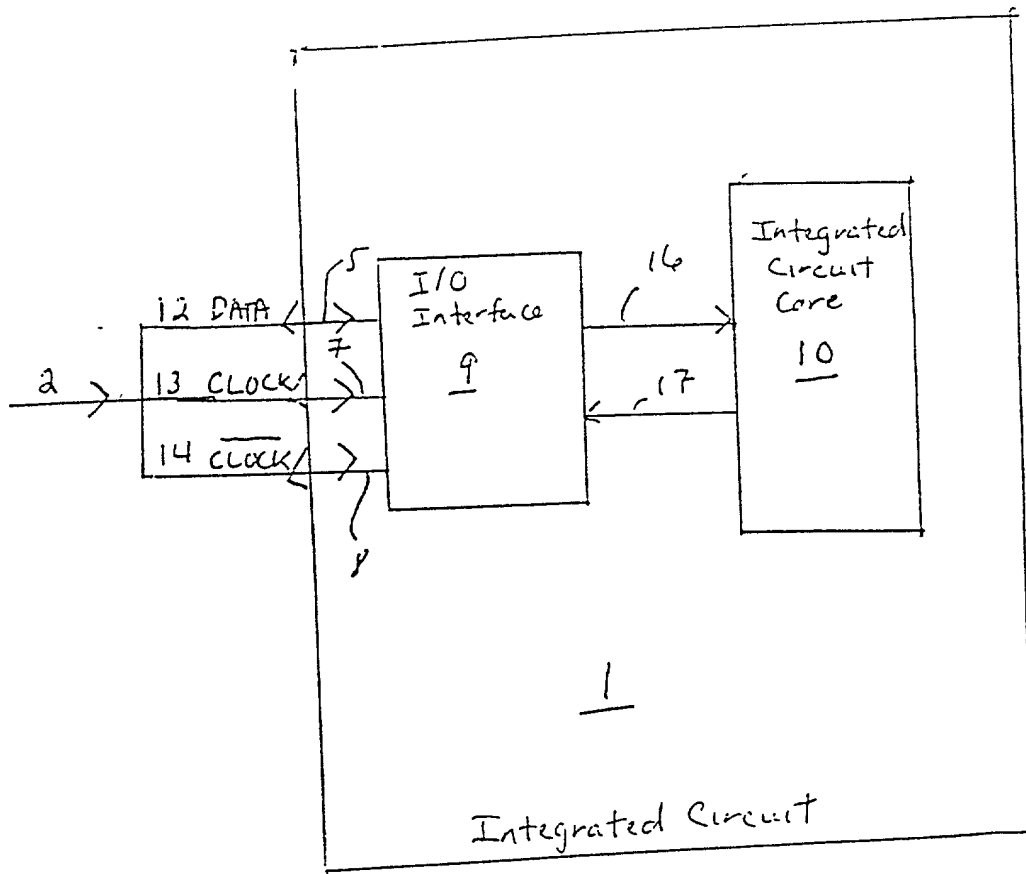 5
I/O
Interface
9
12 DATA
7
2
13 CLOCK
14 C̅L̅O̅C̅K̅
8
16
17
Integrated
Circuit
Core
10
1
Integrated Circuit